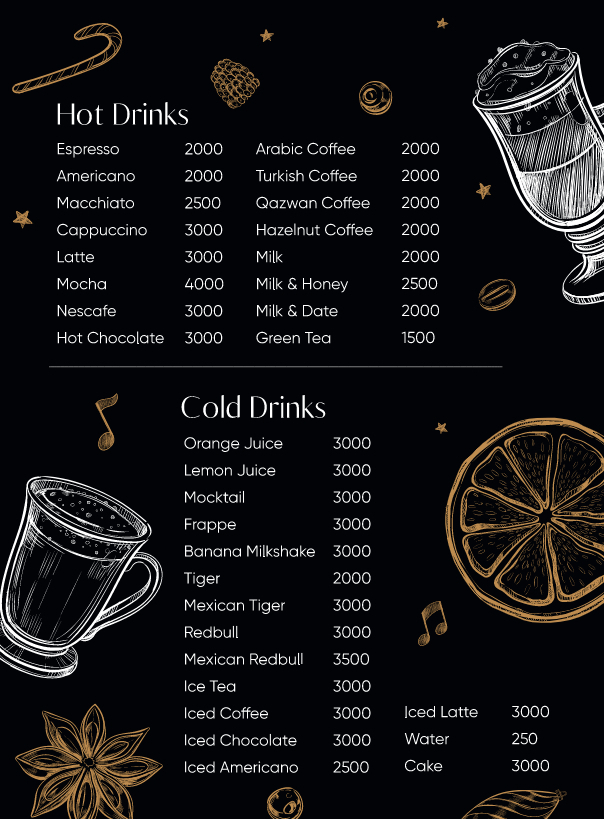 Hot Drinks
Espresso 2000 Arabic Coffee 2000
Americano 2000 Turkish Coffee 2000
Macchiato 2500 Qazwan Coffee 2000
Cappuccino 3000 Hazelnut Coffee 2000
Latte 3000 Milk 2000
Mocha 4000 Milk & Honey 2500
Nescafe 3000 Milk & Date 2000
Hot Chocolate 3000 Green Tea 1500
Cold Drinks
Orange Juice 3000
Lemon Juice 3000
Mocktail 3000
Frappe 3000
Banana Milkshake 3000
Tiger 2000
Mexican Tiger 3000
Redbull 3000
Mexican Redbull 3500
Ice Tea 3000
Iced Coffee 3000 Iced Latte 3000
Iced Chocolate 3000 Water 250
Iced Americano 2500 Cake 3000